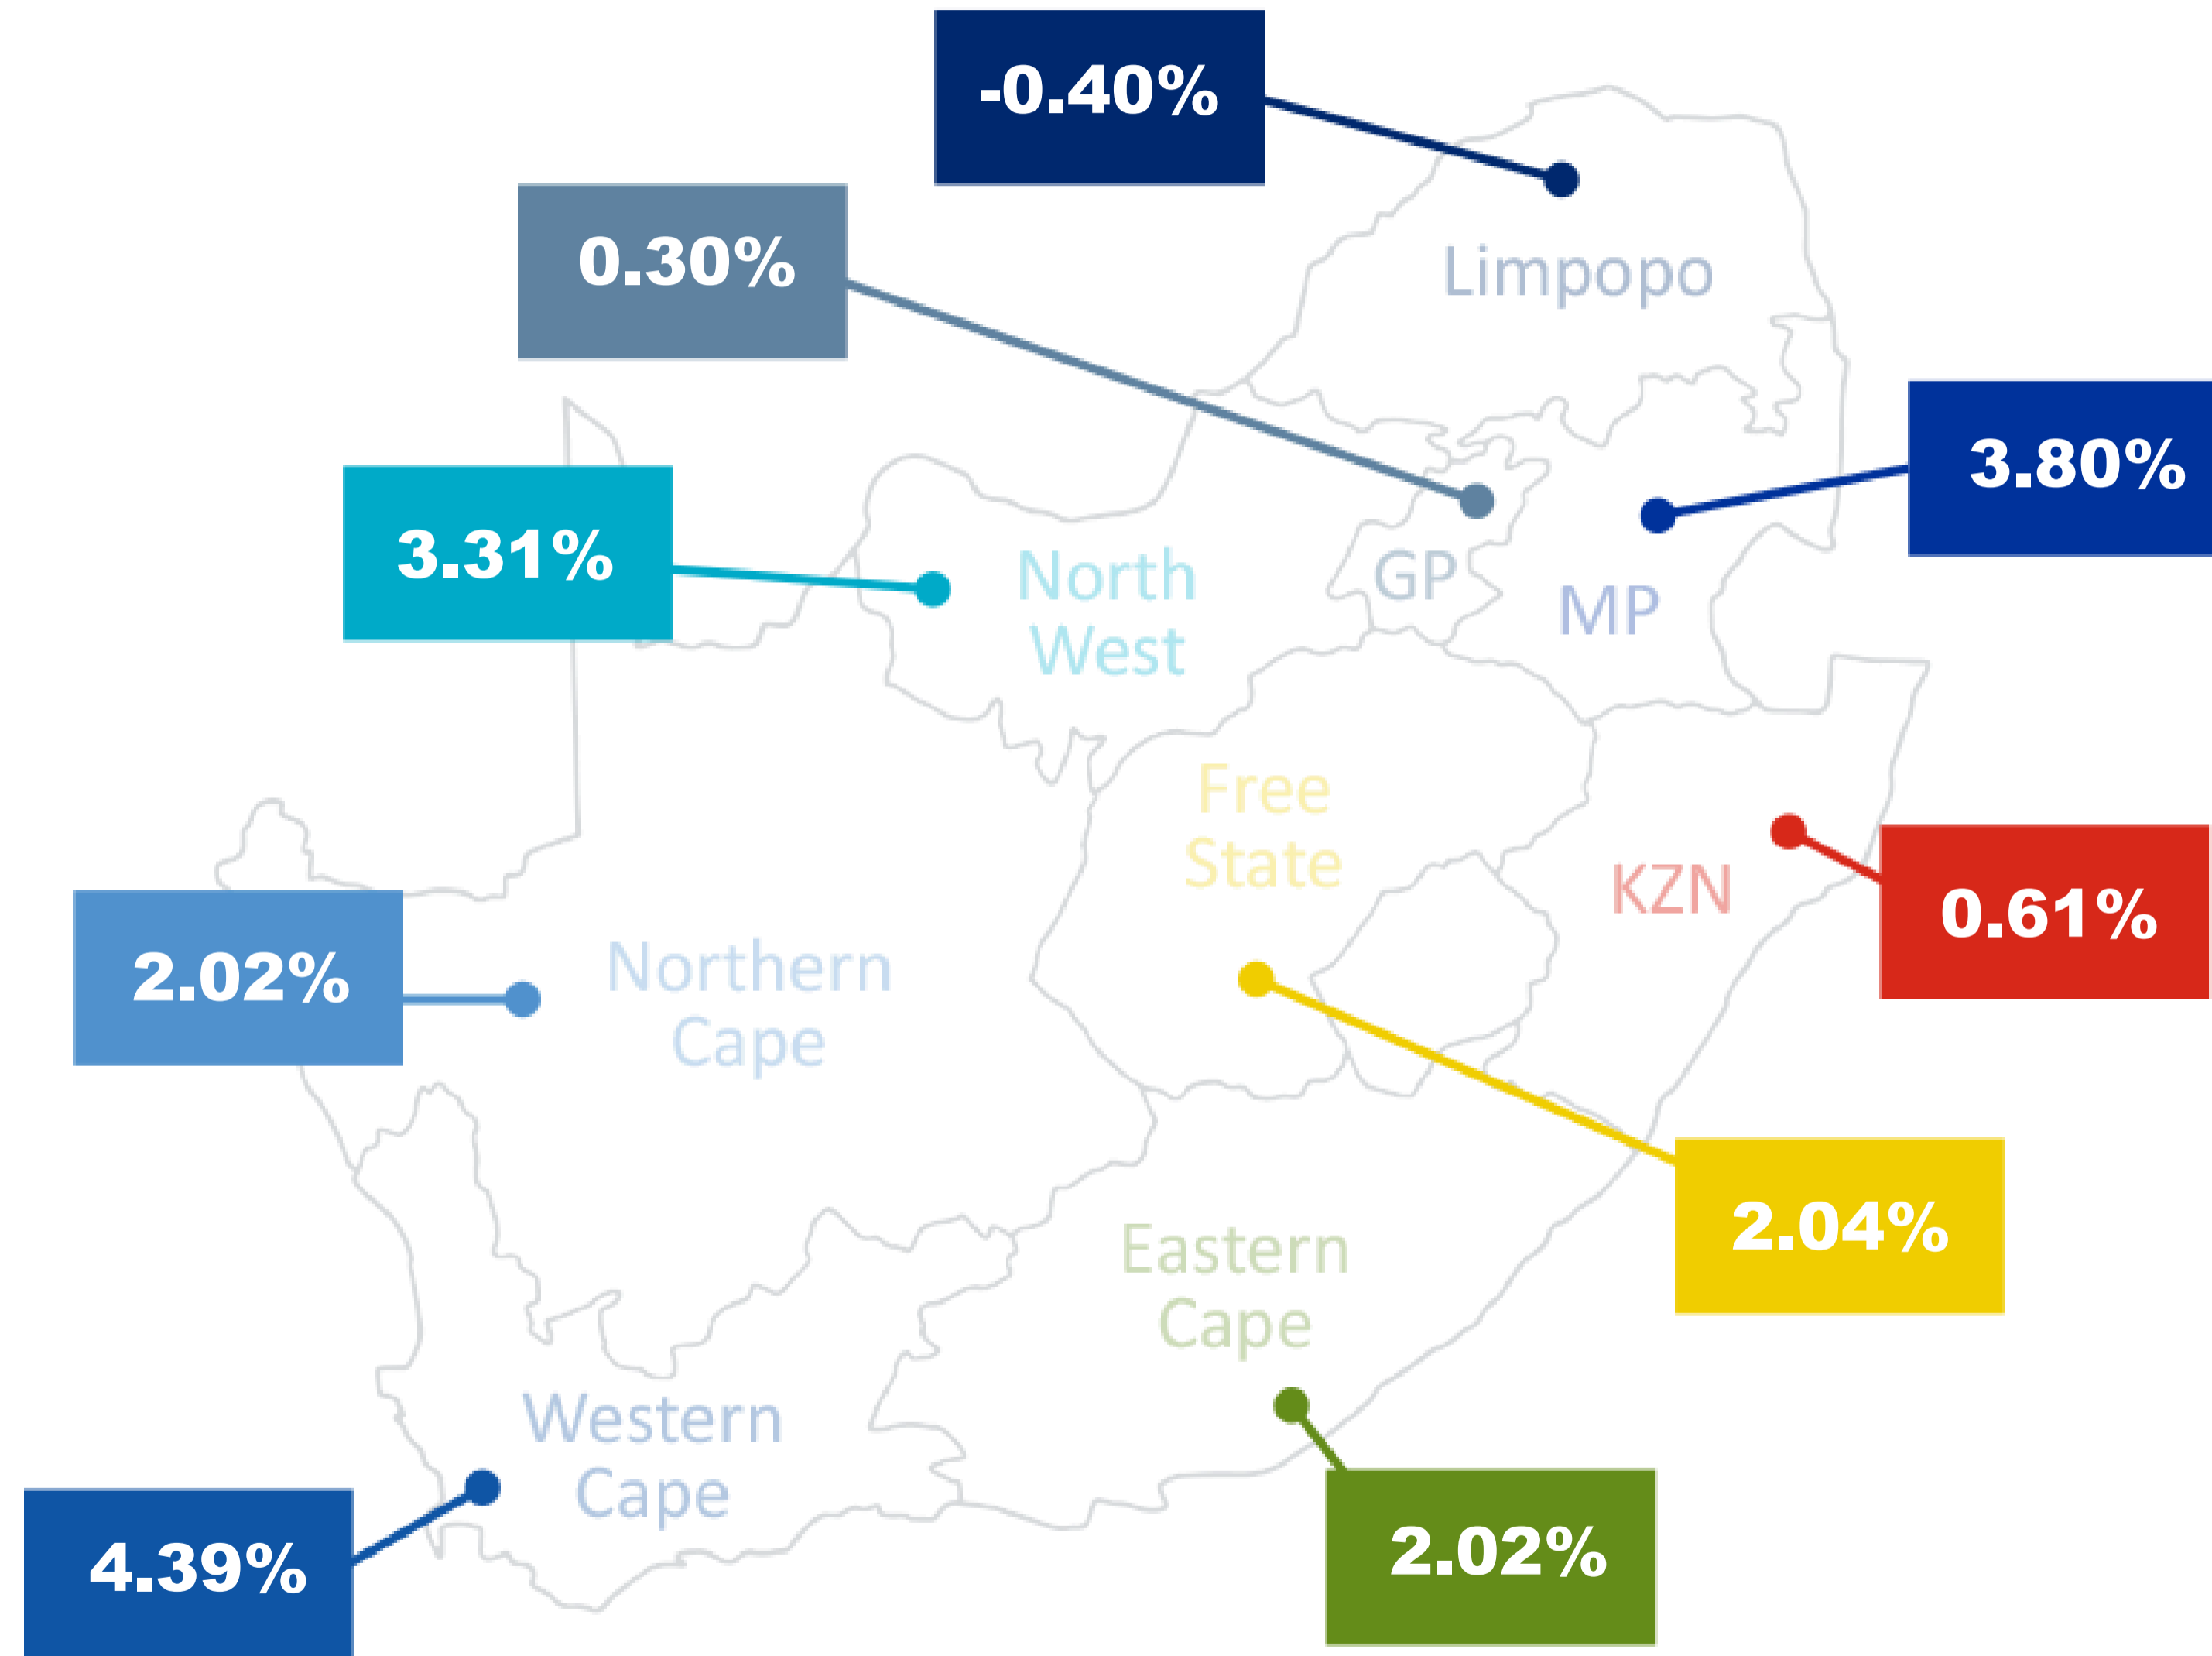 -0.40%
0.30%
Limpopo
3.80%
3.31%
North
West
GP
MP
Free
State
KZN
0.61%
2.02%
Northern
Cape
2.04%
Eastern
Cape
Western
Cape
4.39%
2.02%